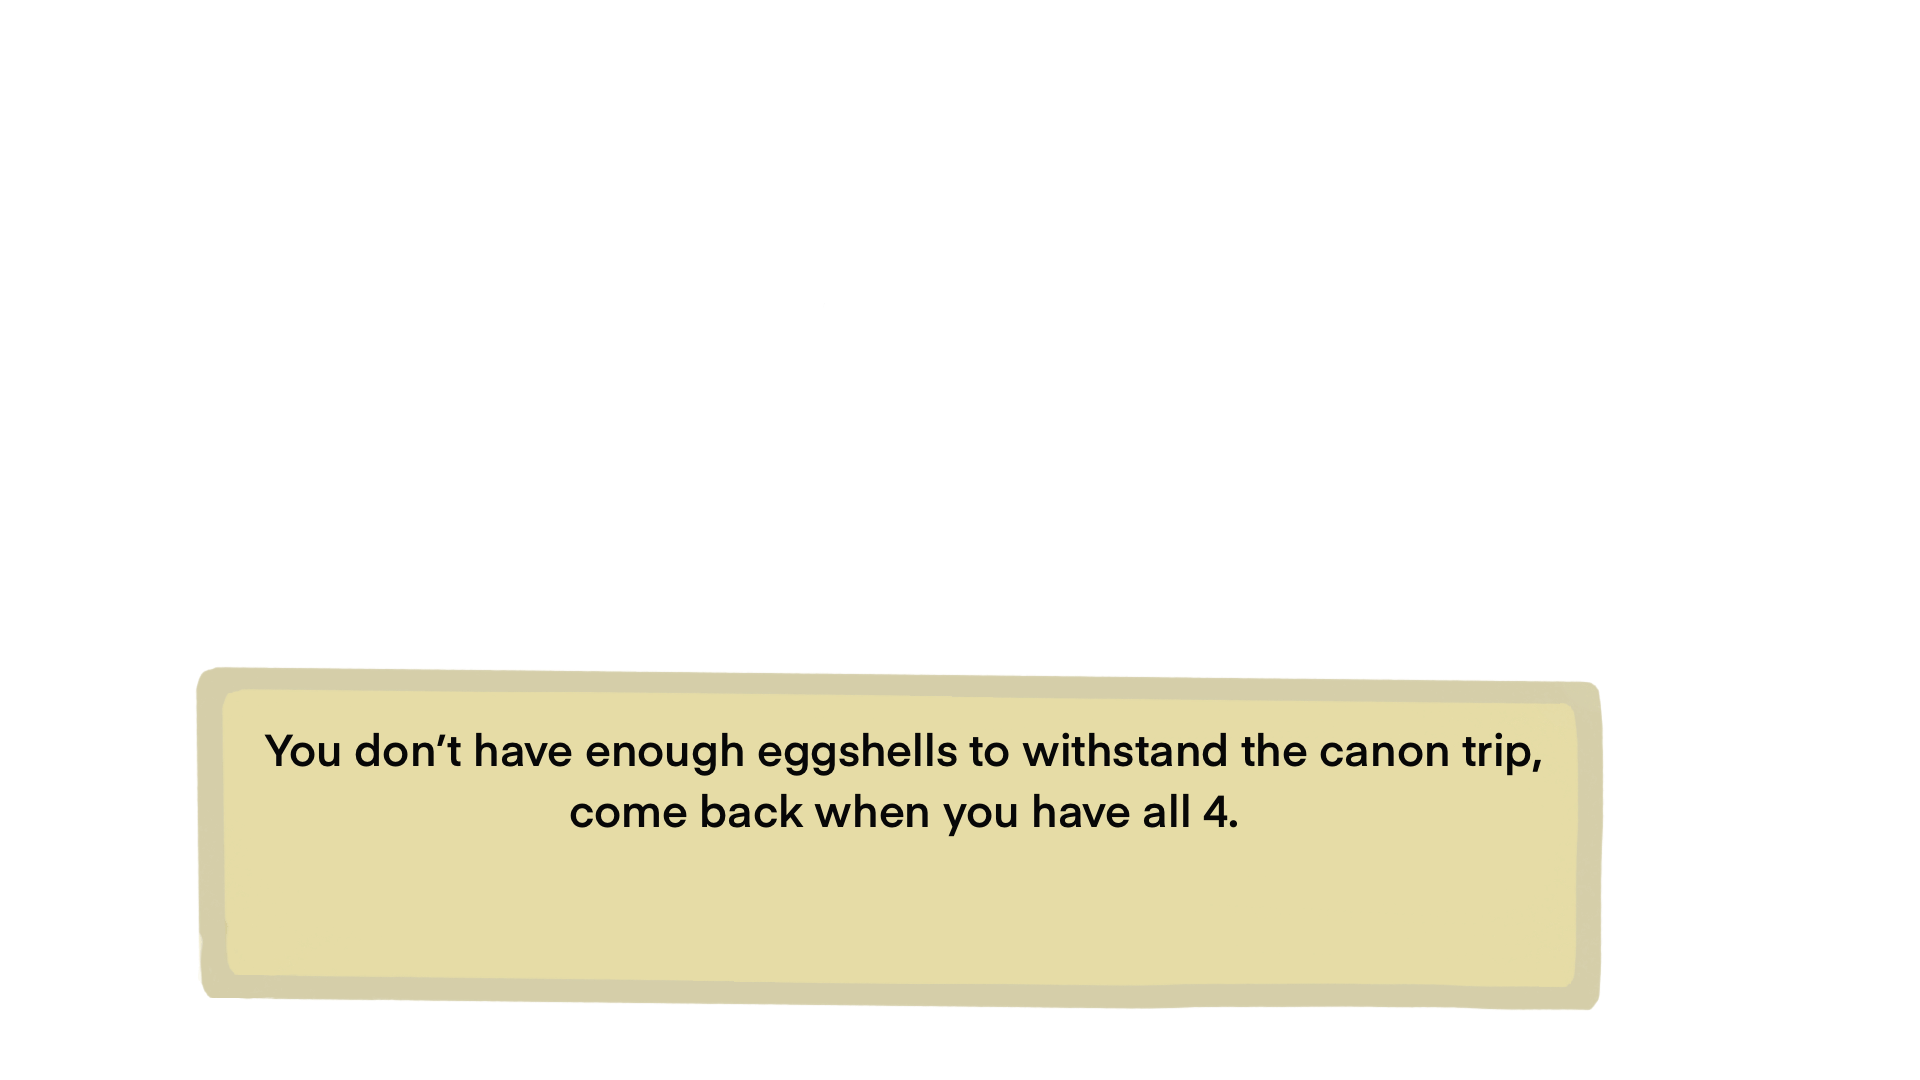 You don’t have enough eggshells to withstand the canon trip,
come back when you have all 4.